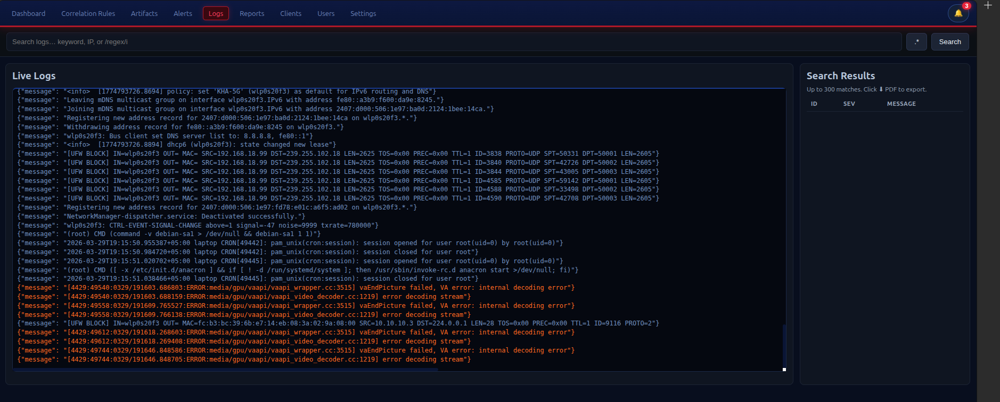 Dashboard Correlation Rules Artifacts Alerts Logs Reports Clients Users Settings 🔔 3
Search logs... keyword, IP, or /regex/i .* Search
Live Logs
{"message": "<info>  [1774793726.8694] policy: set 'KHA-5G' (wlp0s20f3) as default for IPv6 routing and DNS"}
{"message": "Leaving mDNS multicast group on interface wlp0s20f3.IPv6 with address fe80::a3b9:f600:da9e:8245."}
{"message": "Joining mDNS multicast group on interface wlp0s20f3.IPv6 with address 2407:d000:506:1e97:ba0d:2124:1bee:14ca."}
{"message": "Registering new address record for 2407:d000:506:1e97:ba0d:2124:1bee:14ca on wlp0s20f3.*."}
{"message": "Withdrawing address record for fe80::a3b9:f600:da9e:8245 on wlp0s20f3."}
{"message": "wlp0s20f3: Bus client set DNS server list to: 8.8.8.8, fe80::1"}
{"message": "<info>  [1774793726.8894] dhcp6 (wlp0s20f3): state changed new lease"}
{"message": "[UFW BLOCK] IN=wlp0s20f3 OUT= MAC= SRC=192.168.18.99 DST=239.255.102.18 LEN=2625 TOS=0x00 PREC=0x00 TTL=1 ID=3838 PROTO=UDP SPT=50331 DPT=50001 LEN=2605"}
{"message": "[UFW BLOCK] IN=wlp0s20f3 OUT= MAC= SRC=192.168.18.99 DST=239.255.102.18 LEN=2625 TOS=0x00 PREC=0x00 TTL=1 ID=3840 PROTO=UDP SPT=42726 DPT=50002 LEN=2605"}
{"message": "[UFW BLOCK] IN=wlp0s20f3 OUT= MAC= SRC=192.168.18.99 DST=239.255.102.18 LEN=2625 TOS=0x00 PREC=0x00 TTL=1 ID=3844 PROTO=UDP SPT=43005 DPT=50003 LEN=2605"}
{"message": "[UFW BLOCK] IN=wlp0s20f3 OUT= MAC= SRC=192.168.18.99 DST=239.255.102.18 LEN=2625 TOS=0x00 PREC=0x00 TTL=1 ID=4585 PROTO=UDP SPT=59142 DPT=50001 LEN=2605"}
{"message": "[UFW BLOCK] IN=wlp0s20f3 OUT= MAC= SRC=192.168.18.99 DST=239.255.102.18 LEN=2625 TOS=0x00 PREC=0x00 TTL=1 ID=4588 PROTO=UDP SPT=33498 DPT=50002 LEN=2605"}
{"message": "[UFW BLOCK] IN=wlp0s20f3 OUT= MAC= SRC=192.168.18.99 DST=239.255.102.18 LEN=2625 TOS=0x00 PREC=0x00 TTL=1 ID=4590 PROTO=UDP SPT=42708 DPT=50003 LEN=2605"}
{"message": "Registering new address record for 2407:d000:506:1e97:fd78:e01c:a6f5:ad02 on wlp0s20f3.*."}
{"message": "NetworkManager-dispatcher.service: Deactivated successfully."}
{"message": "wlp0s20f3: CTRL-EVENT-SIGNAL-CHANGE above=1 signal=-47 noise=9999 txrate=780000"}
{"message": "(root) CMD (command -v debian-sa1 > /dev/null && debian-sa1 1 1)"}
{"message": "2026-03-29T19:15:50.955387+05:00 laptop CRON[49442]: pam_unix(cron:session): session opened for user root(uid=0) by root(uid=0)"}
{"message": "2026-03-29T19:15:50.984720+05:00 laptop CRON[49442]: pam_unix(cron:session): session closed for user root"}
{"message": "2026-03-29T19:15:51.020702+05:00 laptop CRON[49445]: pam_unix(cron:session): session opened for user root(uid=0) by root(uid=0)"}
{"message": "(root) CMD ([ -x /etc/init.d/anacron ] && if [ ! -d /run/systemd/system ]; then /usr/sbin/invoke-rc.d anacron start >/dev/null; fi)"}
{"message": "2026-03-29T19:15:51.038466+05:00 laptop CRON[49445]: pam_unix(cron:session): session closed for user root"}
{"message": "[4429:49540:0329/191603.686803:ERROR:media/gpu/vaapi/vaapi_wrapper.cc:3515] vaEndPicture failed, VA error: internal decoding error"}
{"message": "[4429:49540:0329/191603.688159:ERROR:media/gpu/vaapi/vaapi_video_decoder.cc:1219] error decoding stream"}
{"message": "[4429:49558:0329/191609.765527:ERROR:media/gpu/vaapi/vaapi_wrapper.cc:3515] vaEndPicture failed, VA error: internal decoding error"}
{"message": "[4429:49558:0329/191609.766138:ERROR:media/gpu/vaapi/vaapi_video_decoder.cc:1219] error decoding stream"}
{"message": "[UFW BLOCK] IN=wlp0s20f3 OUT= MAC=fc:b3:bc:39:6b:e7:14:eb:08:3a:02:9a:08:00 SRC=10.10.10.3 DST=224.0.0.1 LEN=28 TOS=0x00 PREC=0x00 TTL=1 ID=9116 PROTO=2"}
{"message": "[4429:49612:0329/191618.268603:ERROR:media/gpu/vaapi/vaapi_wrapper.cc:3515] vaEndPicture failed, VA error: internal decoding error"}
{"message": "[4429:49612:0329/191618.269408:ERROR:media/gpu/vaapi/vaapi_video_decoder.cc:1219] error decoding stream"}
{"message": "[4429:49744:0329/191646.848586:ERROR:media/gpu/vaapi/vaapi_wrapper.cc:3515] vaEndPicture failed, VA error: internal decoding error"}
{"message": "[4429:49744:0329/191646.848705:ERROR:media/gpu/vaapi/vaapi_video_decoder.cc:1219] error decoding stream"}
Search Results
Up to 300 matches. Click ⬇ PDF to export.
ID SEV MESSAGE